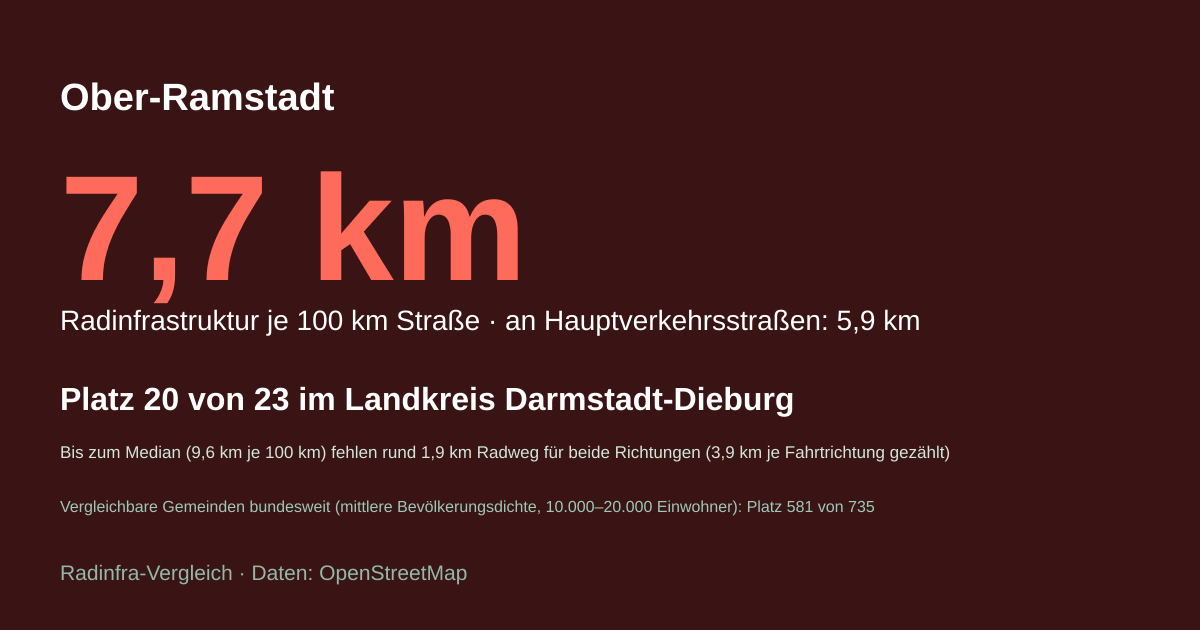 Ober-Ramstadt
7,7 km
Radinfrastruktur je 100 km Straße · an Hauptverkehrsstraßen: 5,9 km
Platz 20 von 23 im Landkreis Darmstadt-Dieburg
Bis zum Median (9,6 km je 100 km) fehlen rund 1,9 km Radweg für beide Richtungen (3,9 km je Fahrtrichtung gezählt)
Vergleichbare Gemeinden bundesweit (mittlere Bevölkerungsdichte, 10.000–20.000 Einwohner): Platz 581 von 735
Radinfra-Vergleich · Daten: OpenStreetMap